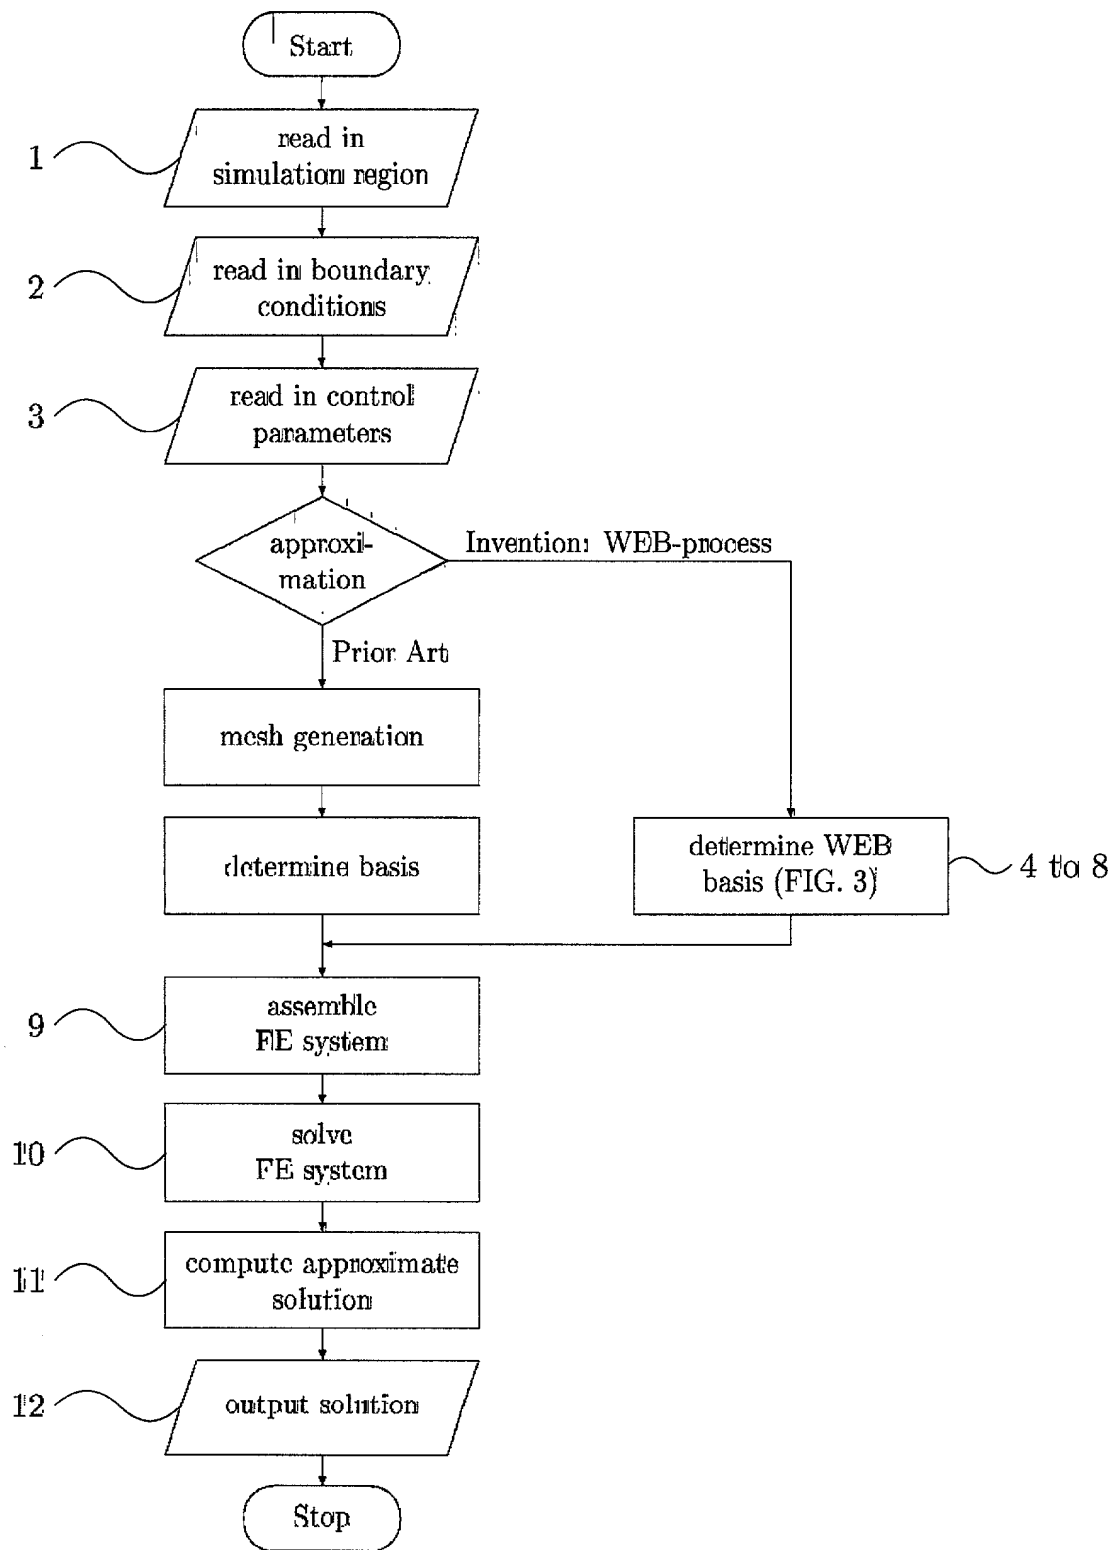 Start
1
read in
simulation region
2
read in boundary
conditions
3
read in control
parameters
approxi-
mation
Invention: WEB-process
Prior Art
mesh generation
determine basis
determine WEB
basis (FIG. 3)
4 to 8
9
assemble
FE system
10
solve
FE system
11
compute approximate
solution
12
output solution
Stop